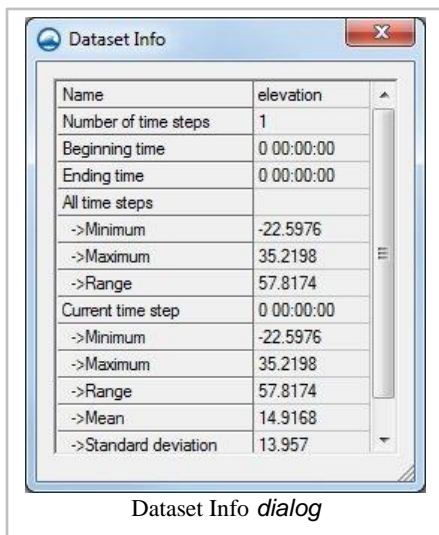 Dataset Info
Name elevation
Number of time steps 1
Beginning time 0 00:00:00
Ending time 0 00:00:00
All time steps
->Minimum -22.5976
->Maximum 35.2198
->Range 57.8174
Current time step 0 00:00:00
->Minimum -22.5976
->Maximum 35.2198
->Range 57.8174
->Mean 14.9168
->Standard deviation 13.957
Dataset Info dialog